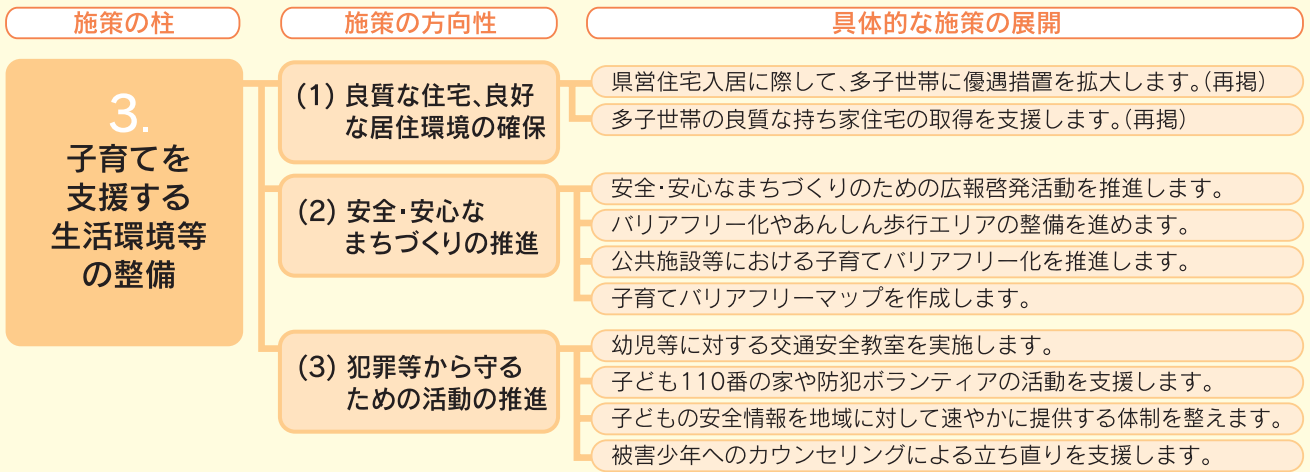 施策の柱
施策の方向性
具体的な施策の展開
3.
子育てを
支援する
生活環境等
の整備
(1) 良質な住宅、良好
な居住環境の確保
県営住宅入居に際して、多子世帯に優遇措置を拡大します。(再掲)
多子世帯の良質な持ち家住宅の取得を支援します。(再掲)
(2) 安全・安心な
まちづくりの推進
安全・安心なまちづくりのための広報啓発活動を推進します。
バリアフリー化やあんしん歩行エリアの整備を進めます。
公共施設等における子育てバリアフリー化を推進します。
子育てバリアフリーマップを作成します。
(3) 犯罪等から守る
ための活動の推進
幼児等に対する交通安全教室を実施します。
子ども110番の家や防犯ボランティアの活動を支援します。
子どもの安全情報を地域に対して速やかに提供する体制を整えます。
被害少年へのカウンセリングによる立ち直りを支援します。